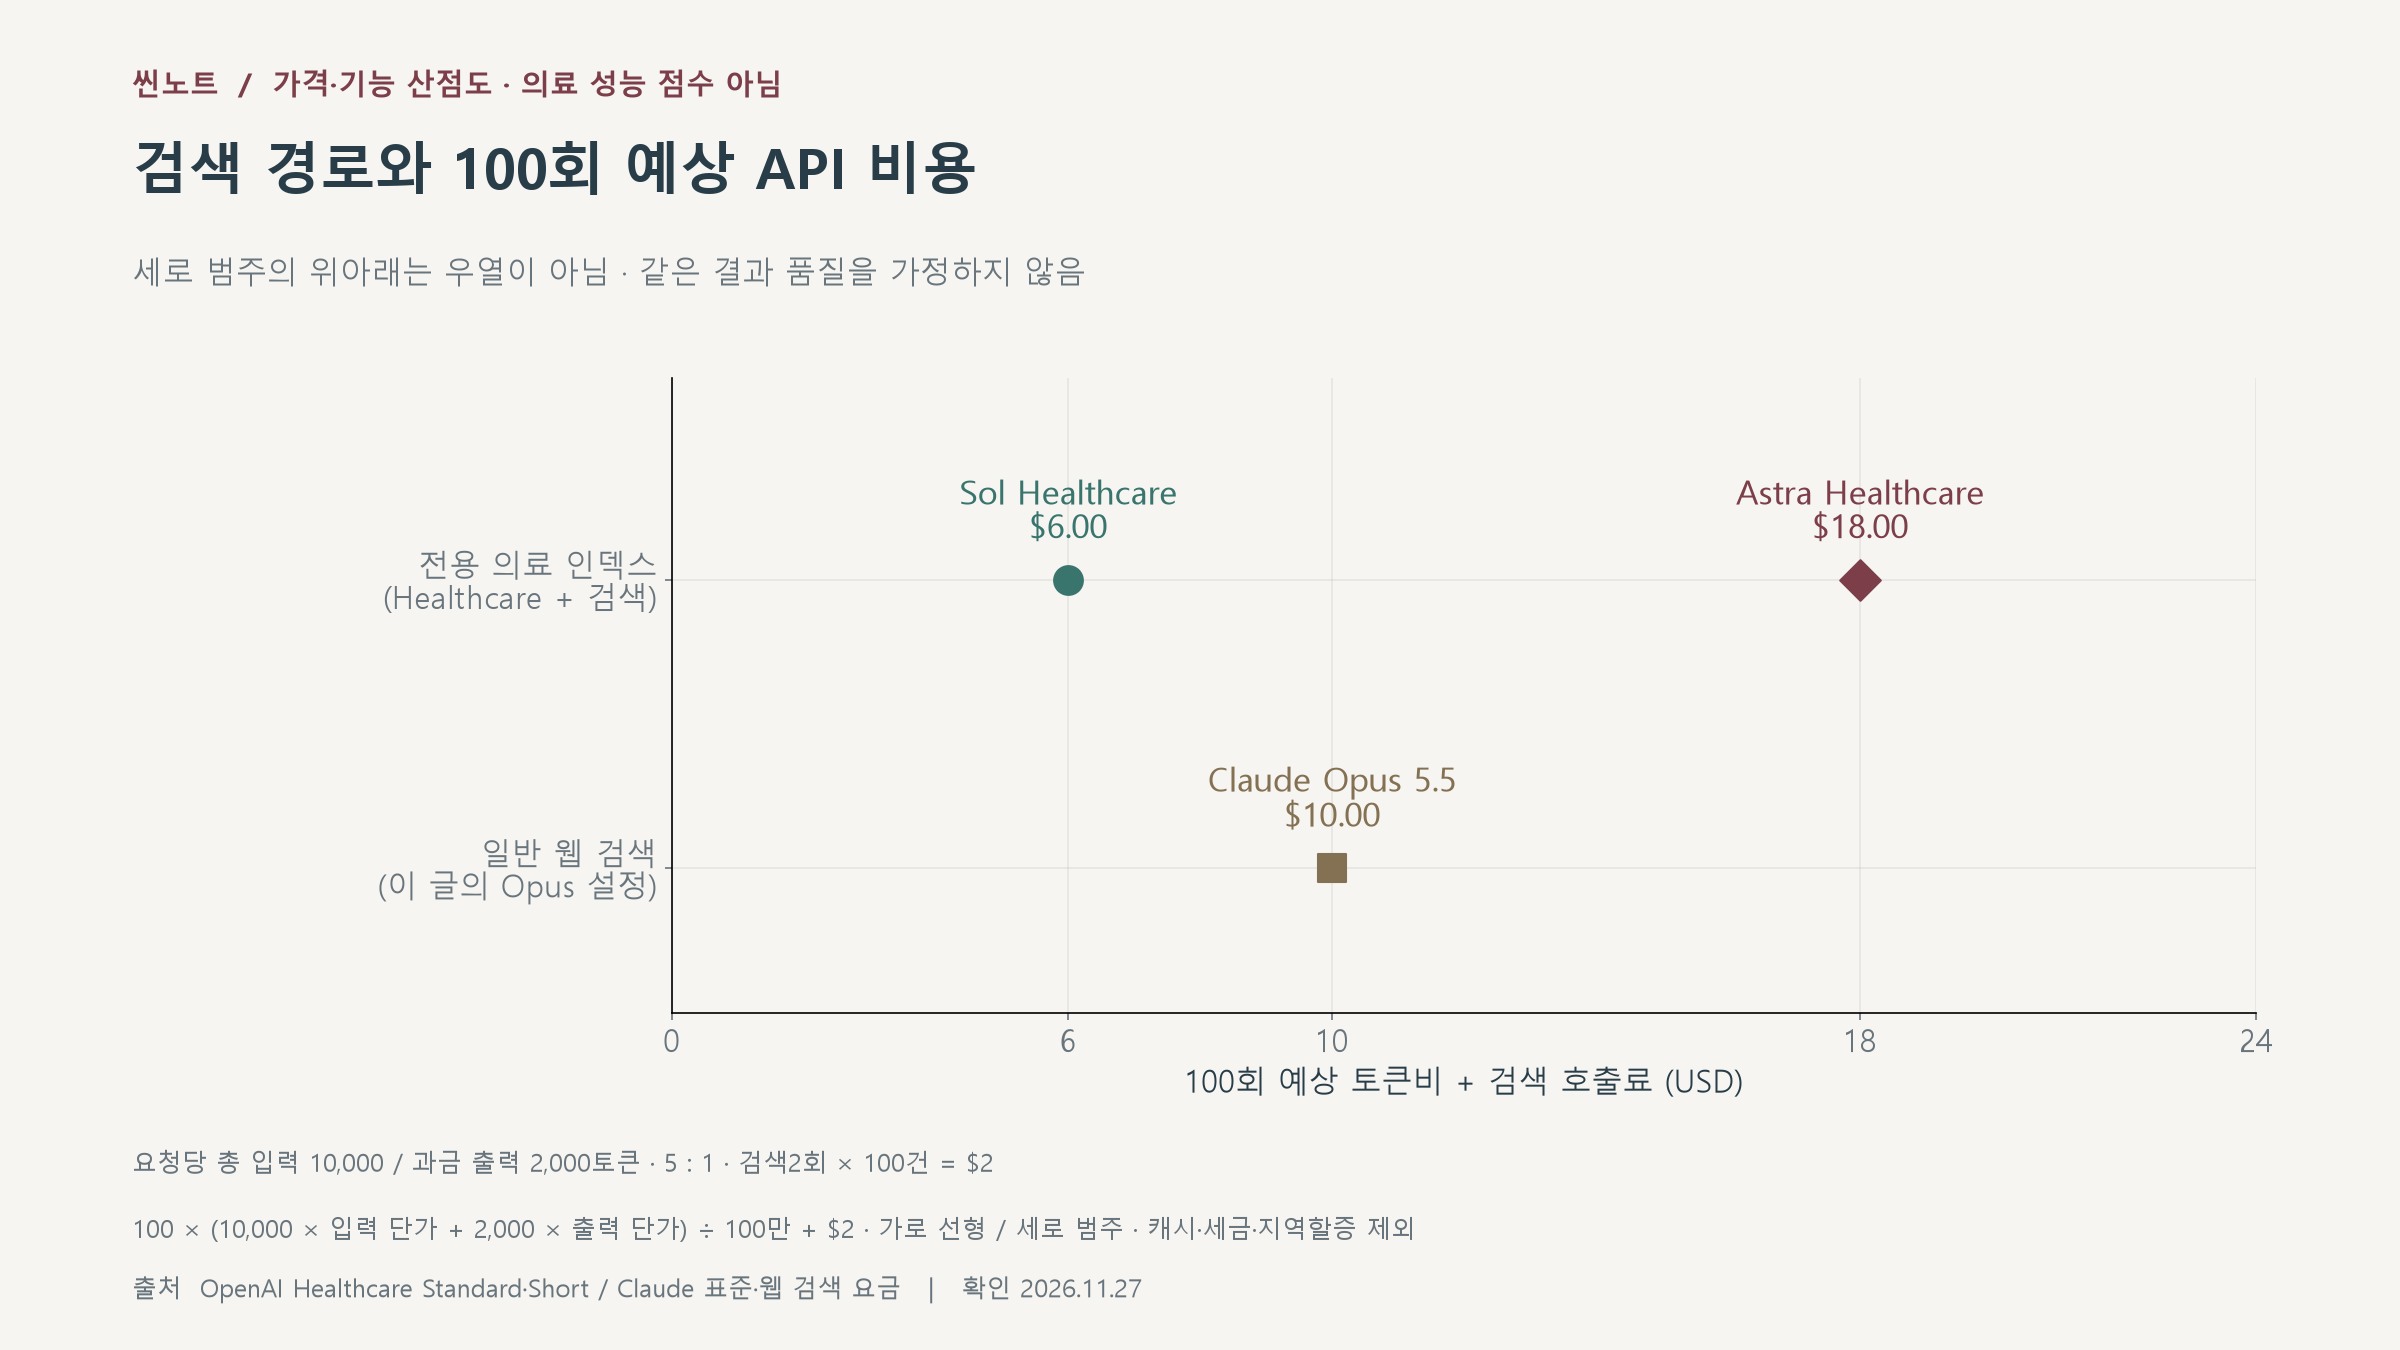 씬노트 / 가격·기능 산점도 · 의료 성능 점수 아님
검색 경로와 100회 예상 API 비용
세로 범주의 위아래는 우열이 아님 · 같은 결과 품질을 가정하지 않음
Sol Healthcare
$6.00
Astra Healthcare
$18.00
전용 의료 인덱스
(Healthcare + 검색)
Claude Opus 5.5
$10.00
일반 웹 검색
(이 글의 Opus 설정)
0 6 10 18 24
100회 예상 토큰비 + 검색 호출료 (USD)
요청당 총 입력 10,000 / 과금 출력 2,000토큰 · 5 : 1 · 검색2회 × 100건 = $2
100 × (10,000 × 입력 단가 + 2,000 × 출력 단가) ÷ 100만 + $2 · 가로 선형 / 세로 범주 · 캐시·세금·지역할증 제외
출처 OpenAI Healthcare Standard·Short / Claude 표준·웹 검색 요금 | 확인 2026.11.27